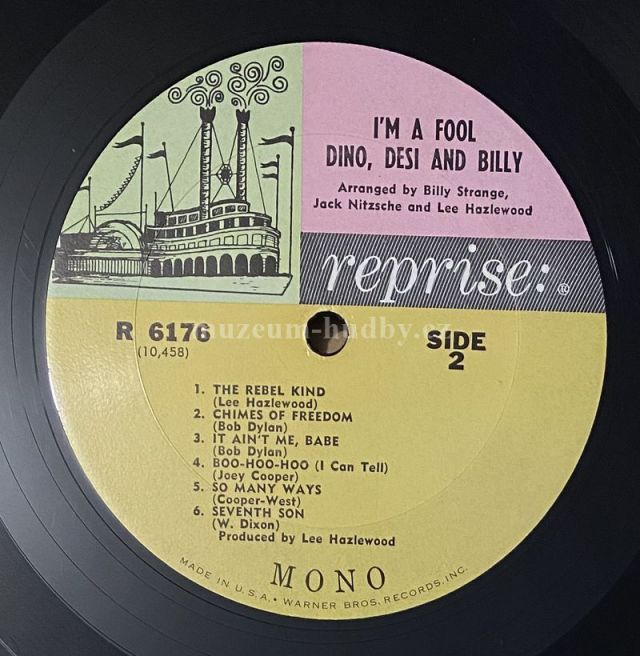 I'M A FOOL
DINO, DESI AND BILLY
Arranged by Billy Strange,
Jack Nitzsche and Lee Hazlewood
reprise:®
R 6176
(10,458)
muzeum-hudby.cz
SIDE
2
1. THE REBEL KIND
(Lee Hazlewood)
2. CHIMES OF FREEDOM
(Bob Dylan)
3. IT AIN'T ME, BABE
(Bob Dylan)
4. BOO-HOO-HOO (I Can Tell)
(Joey Cooper)
5. SO MANY WAYS
(Cooper-West)
6. SEVENTH SON
(W. Dixon)
Produced by Lee Hazlewood
MONO
MADE IN U.S.A. • WARNER BROS. RECORDS, INC.